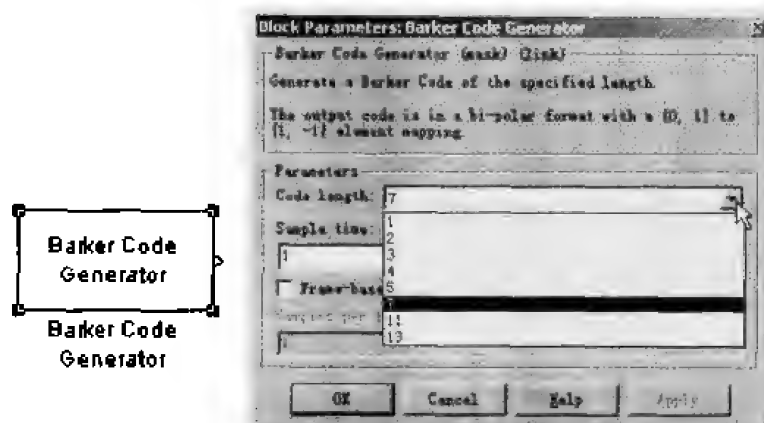 Block Parameters: Barker Code Generator
Barker Code Generator (mask) (link)
Generate a Barker Code of the specified length.
The output code is in a bi-polar format with a {0, 1} to
{1, -1} element mapping.
Parameters
Code length: 7
1
Sample time:
2
1
3
4
Frame-base
5
7
Samples per
11
1
13
OK Cancel Help Apply
Barker Code
Generator
Barker Code
Generator